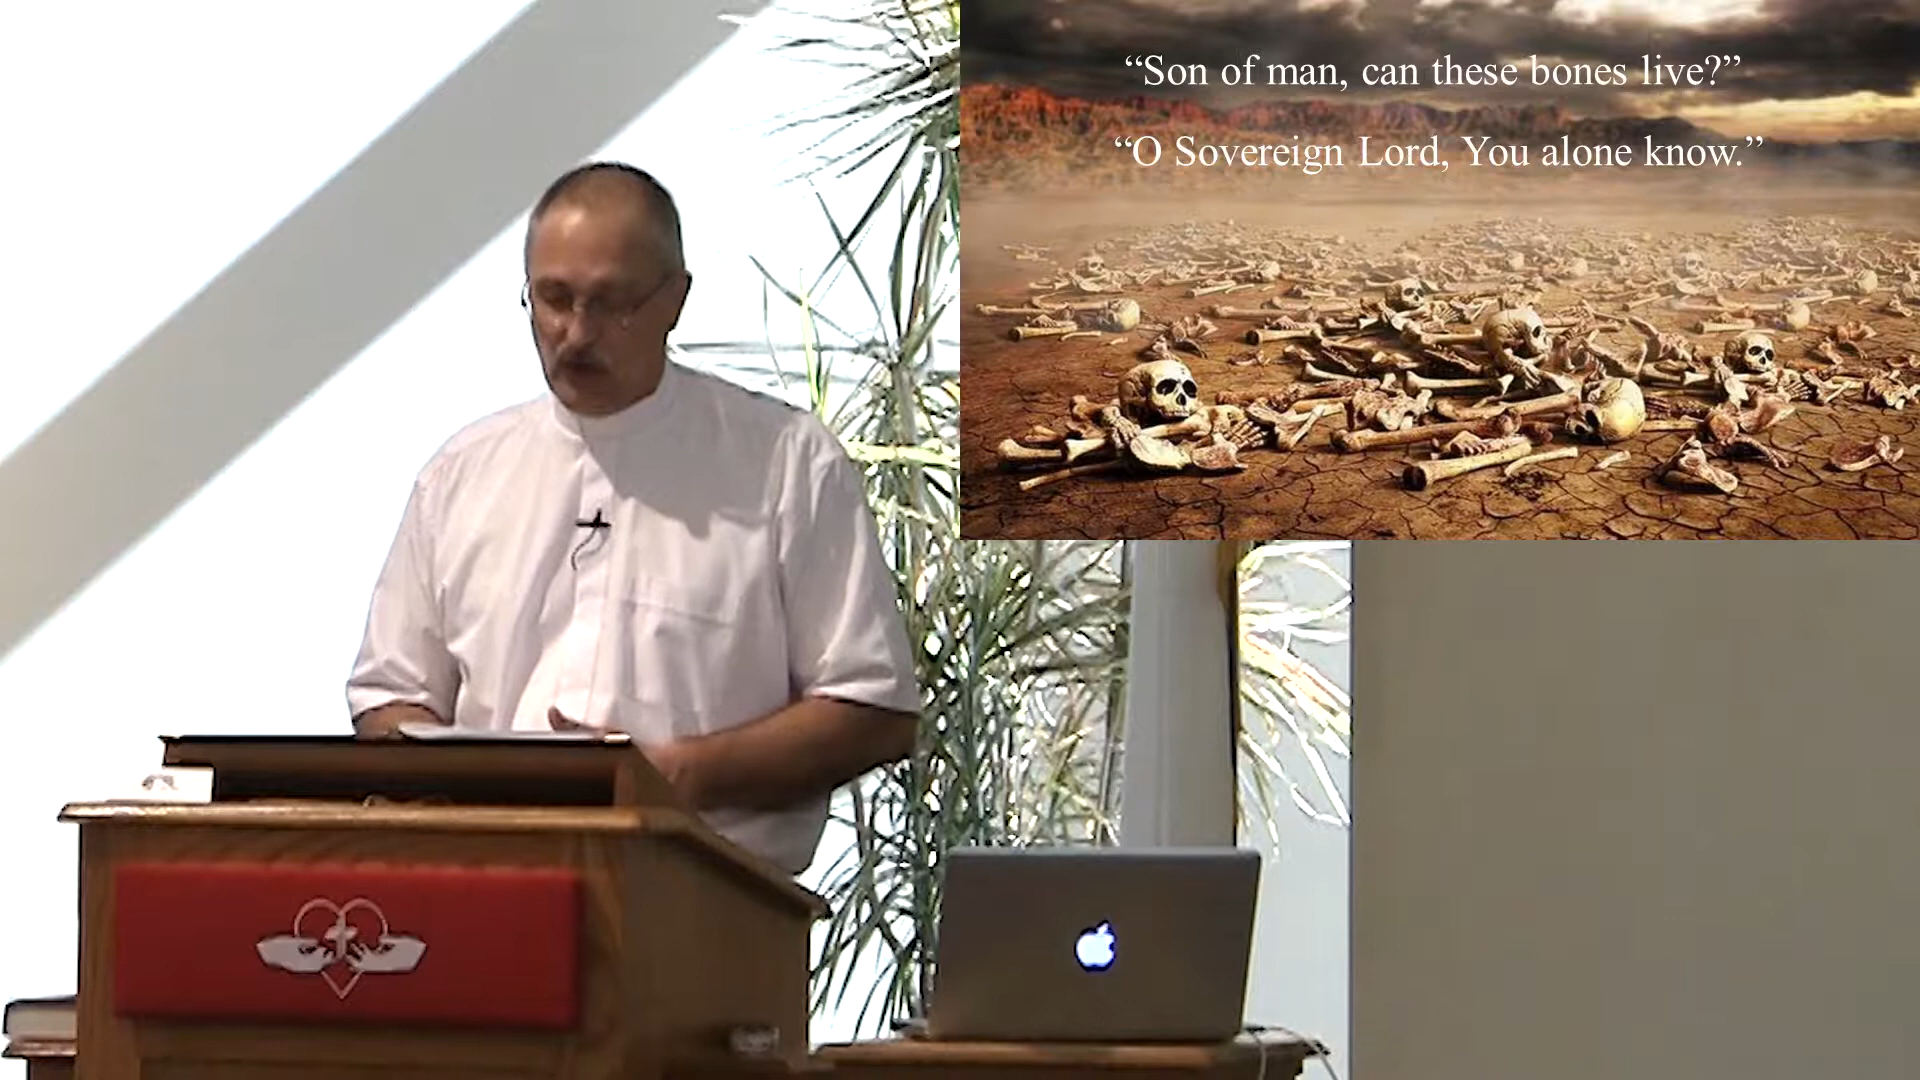 “Son of man, can these bones live?”
“O Sovereign Lord, You alone know.”